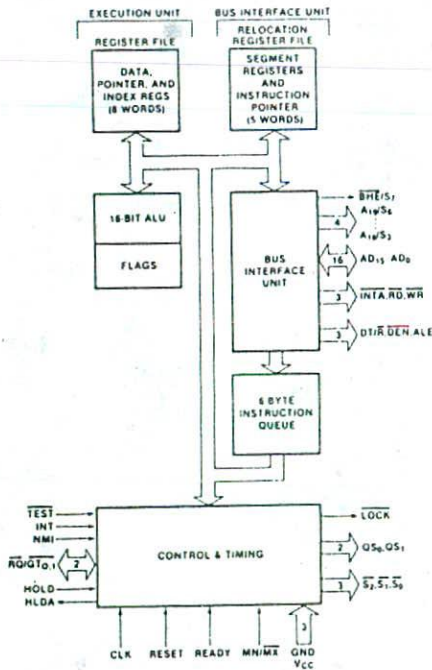 EXECUTION UNIT
BUS INTERFACE UNIT
REGISTER FILE
RELOCATION
REGISTER FILE
DATA,
POINTER, AND
INDEX REGS
(8 WORDS)
SEGMENT
REGISTERS
AND
INSTRUCTION
POINTER
(5 WORDS)
16-BIT ALU
FLAGS
BUS
INTERFACE
UNIT
BHE/S7
4
A19/S6
A16/S3
16
AD15 AD0
3
INTA, RD, WR
3
DT/R, DEN, ALE
6 BYTE
INSTRUCTION
QUEUE
TEST
INT
NMI
RQ/GT0,1
2
HOLD
HLDA
CONTROL & TIMING
LOCK
2
QS0, QS1
3
S2, S1, S0
CLK
RESET
READY
MN/MX
3
GND
VCC